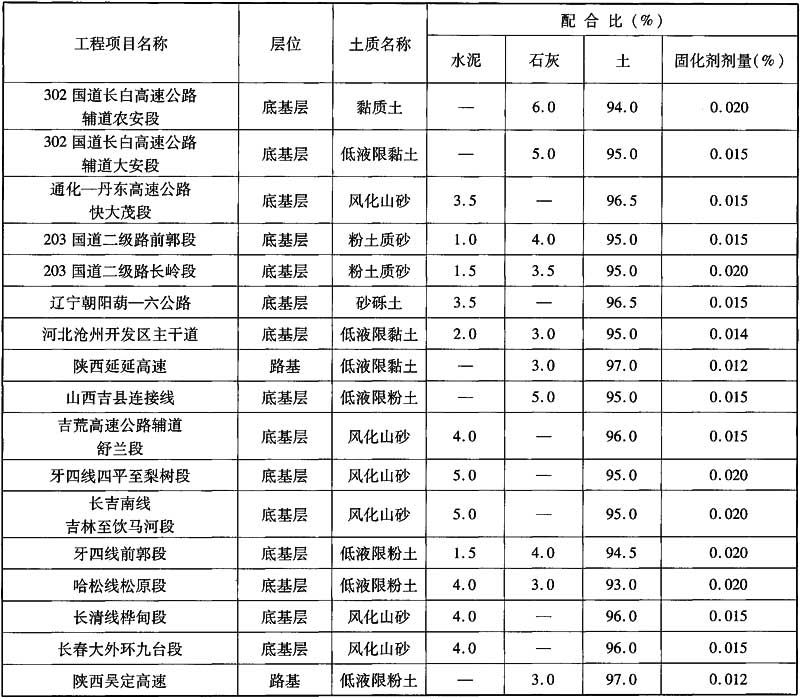 工程项目名称 层位 土质名称 配合比(%)
水泥 石灰 土 固化剂剂量(%)
302国道长白高速公路
辅道农安段 底基层 黏质土 — 6.0 94.0 0.020
302国道长白高速公路
辅道大安段 底基层 低液限黏土 — 5.0 95.0 0.015
通化—丹东高速公路
快大茂段 底基层 风化山砂 3.5 — 96.5 0.015
203国道二级路前郭段 底基层 粉土质砂 1.0 4.0 95.0 0.015
203国道二级路长岭段 底基层 粉土质砂 1.5 3.5 95.0 0.020
辽宁朝阳葫—六公路 底基层 砂砾土 3.5 — 96.5 0.015
河北沧州开发区主干道 底基层 低液限黏土 2.0 3.0 95.0 0.014
陕西延延高速 路基 低液限黏土 — 3.0 97.0 0.012
山西吉县连接线 底基层 低液限粉土 — 5.0 95.0 0.015
吉荒高速公路辅道
舒兰段 底基层 风化山砂 4.0 — 96.0 0.015
牙四线四平至梨树段 底基层 风化山砂 5.0 — 95.0 0.020
长吉南线
吉林至饮马河段 底基层 风化山砂 5.0 — 95.0 0.020
牙四线前郭段 底基层 低液限粉土 1.5 4.0 94.5 0.020
哈松线松原段 底基层 低液限粉土 4.0 3.0 93.0 0.020
长清线桦甸段 底基层 风化山砂 4.0 — 96.0 0.015
长春大外环九台段 底基层 风化山砂 4.0 — 96.0 0.015
陕西吴定高速 路基 低液限粉土 — 3.0 97.0 0.012